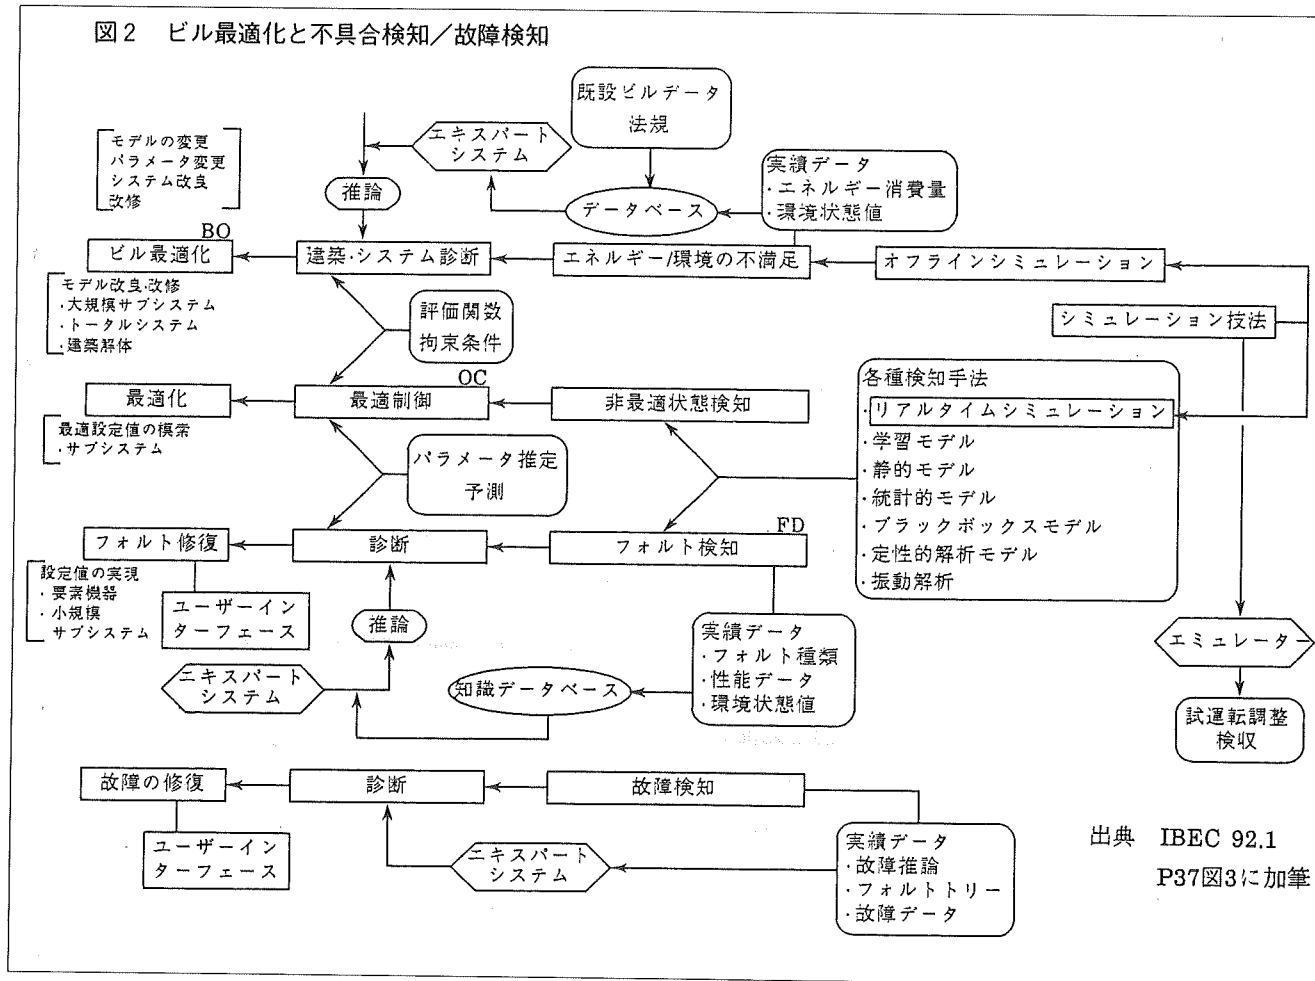 図2 ビル最適化と不具合検知／故障検知
既設ビルデータ
法規
エキスパート
システム
モデルの変更
パラメータ変更
システム改良
改修
推論
データベース
実績データ
・エネルギー消費量
・環境状態値
BO
ビル最適化
建築・システム診断
エネルギー/環境の不満足
オフラインシミュレーション
モデル改良・改修
・大規模サブシステム
・トータルシステム
・建築解体
評価関数
拘束条件
シミュレーション技法
OC
最適化
最適制御
非最適状態検知
各種検知手法
・リアルタイムシミュレーション
・学習モデル
・静的モデル
・統計的モデル
・ブラックボックスモデル
・定性的解析モデル
・振動解析
最適設定値の模索
・サブシステム
パラメータ推定
予測
FD
フォルト修復
診断
フォルト検知
設定値の実現
・要素機器
・小規模
サブシステム
ユーザーイン
ターフェース
推論
エキスパート
システム
知識データベース
実績データ
・フォルト種類
・性能データ
・環境状態値
エミュレーター
試運転調整
検収
故障の修復
診断
故障検知
ユーザーイン
ターフェース
エキスパート
システム
実績データ
・故障推論
・フォルトトリー
・故障データ
出典 IBEC 92.1
P37図3に加筆